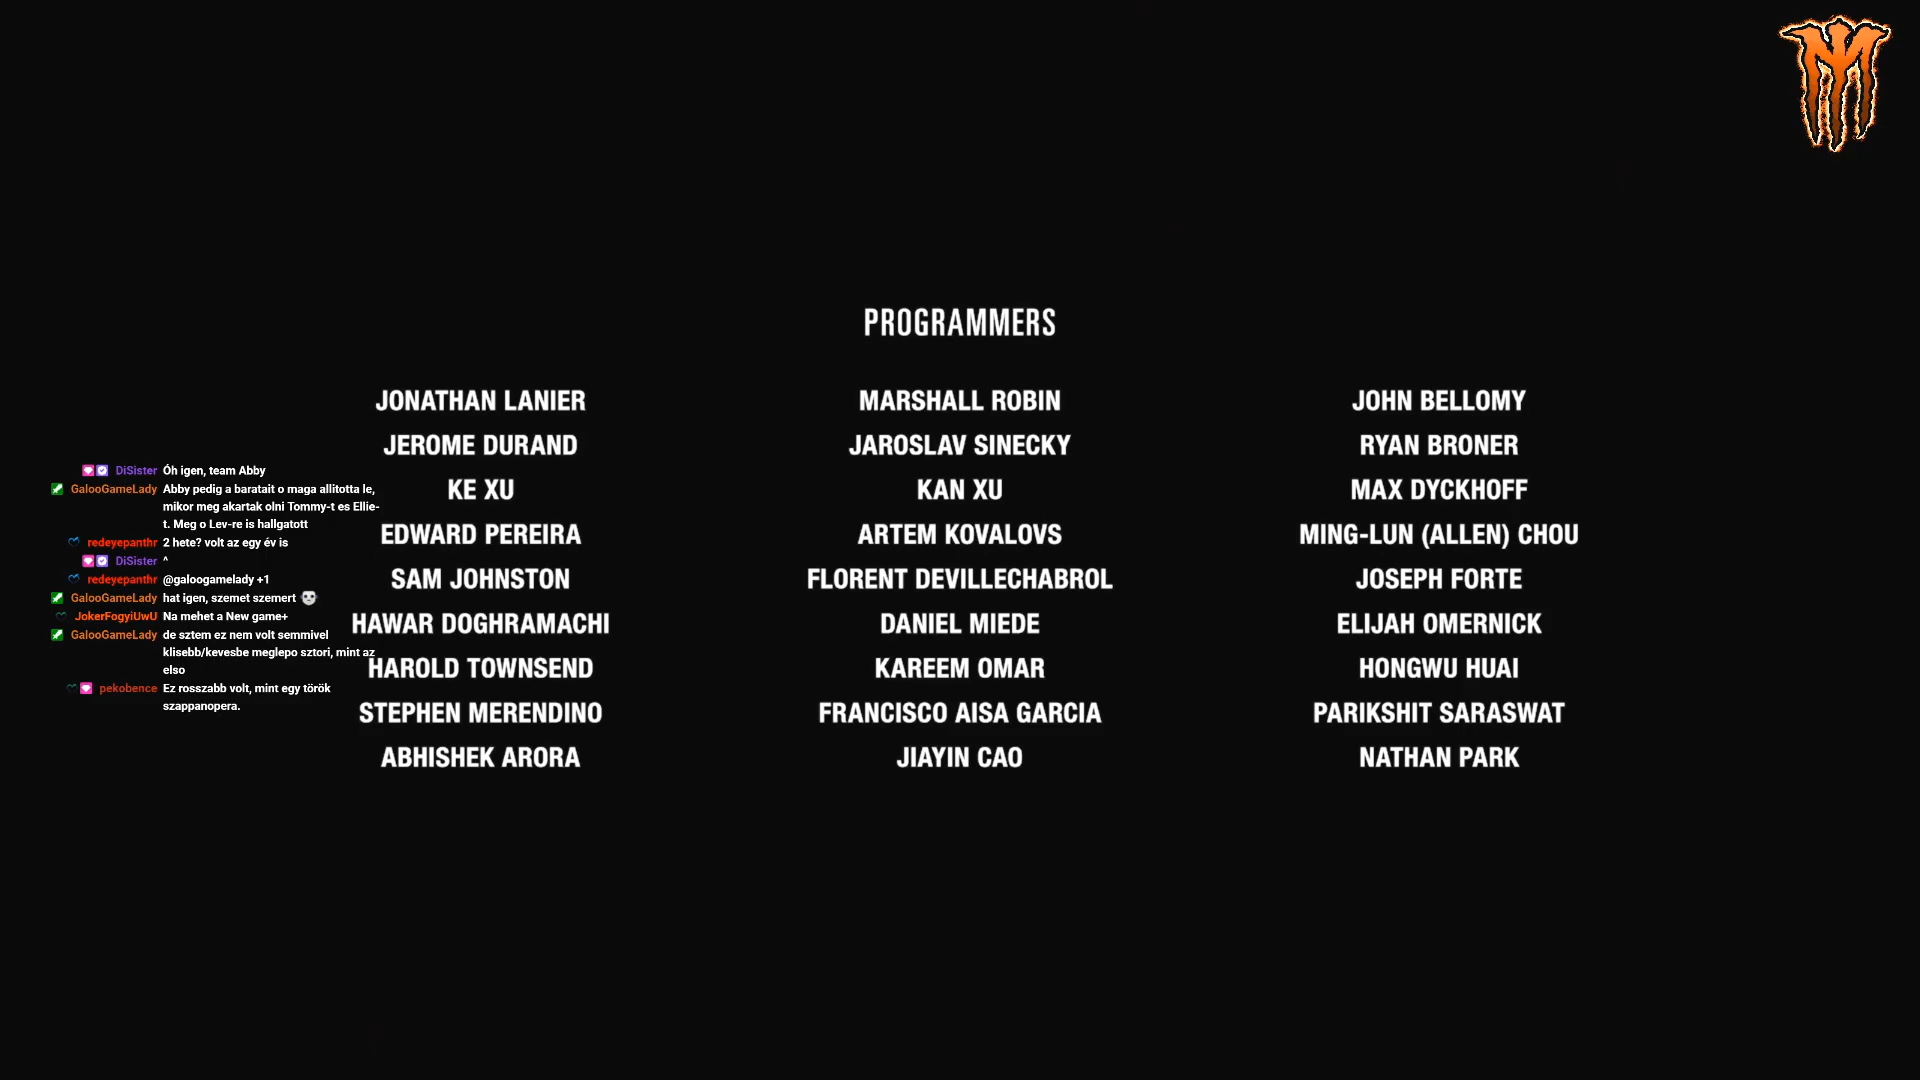 PROGRAMMERS
JONATHAN LANIER
MARSHALL ROBIN
JOHN BELLOMY
JEROME DURAND
JAROSLAV SINECKY
RYAN BRONER
KE XU
KAN XU
MAX DYCKHOFF
EDWARD PEREIRA
ARTEM KOVALOVS
MING-LUN (ALLEN) CHOU
SAM JOHNSTON
FLORENT DEVILLECHABROL
JOSEPH FORTE
HAWAR DOGHRAMACHI
DANIEL MIEDE
ELIJAH OMERNICK
HAROLD TOWNSEND
KAREEM OMAR
HONGWU HUAI
STEPHEN MERENDINO
FRANCISCO AISA GARCIA
PARIKSHIT SARASWAT
ABHISHEK ARORA
JIAYIN CAO
NATHAN PARK
DiSister Óh igen, team Abby
GalooGameLady Abby pedig a baratait o maga allitotta le,
mikor meg akartak olni Tommy-t es Ellie-
t. Meg o Lev-re is hallgatott
redeyepanthr 2 hete? volt az egy év is
DiSister ^
redeyepanthr @galoogamelady +1
GalooGameLady hat igen, szemet szemert
JokerFogyiUwU Na mehet a New game+
GalooGameLady de sztem ez nem volt semmivel
klisebb/kevesbe meglepo sztori, mint az
elso
pekobence Ez rosszabb volt, mint egy török
szappanopera.